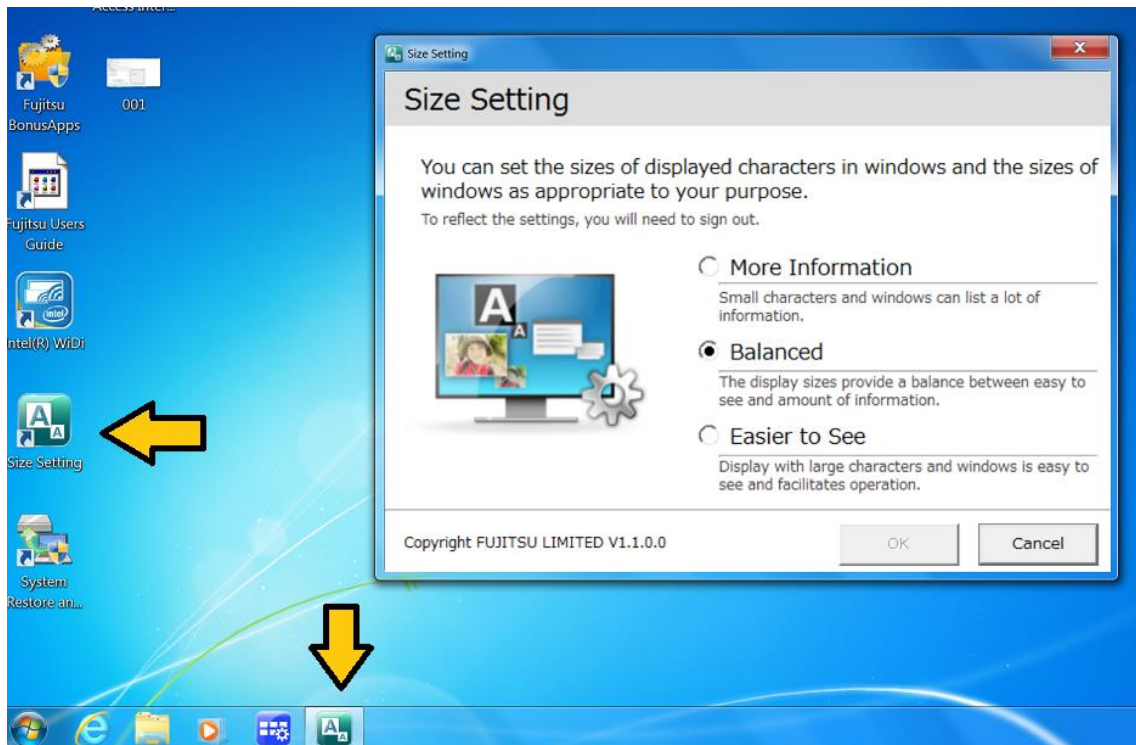 Access Inter...
Fujitsu
BonusApps
001
Fujitsu Users
Guide
Intel(R) WiDi
Size Setting
System
Restore an...
Size Setting
Size Setting
You can set the sizes of displayed characters in windows and the sizes of
windows as appropriate to your purpose.
To reflect the settings, you will need to sign out.
More Information
Small characters and windows can list a lot of
information.
Balanced
The display sizes provide a balance between easy to
see and amount of information.
Easier to See
Display with large characters and windows is easy to
see and facilitates operation.
Copyright FUJITSU LIMITED V1.1.0.0
OK
Cancel